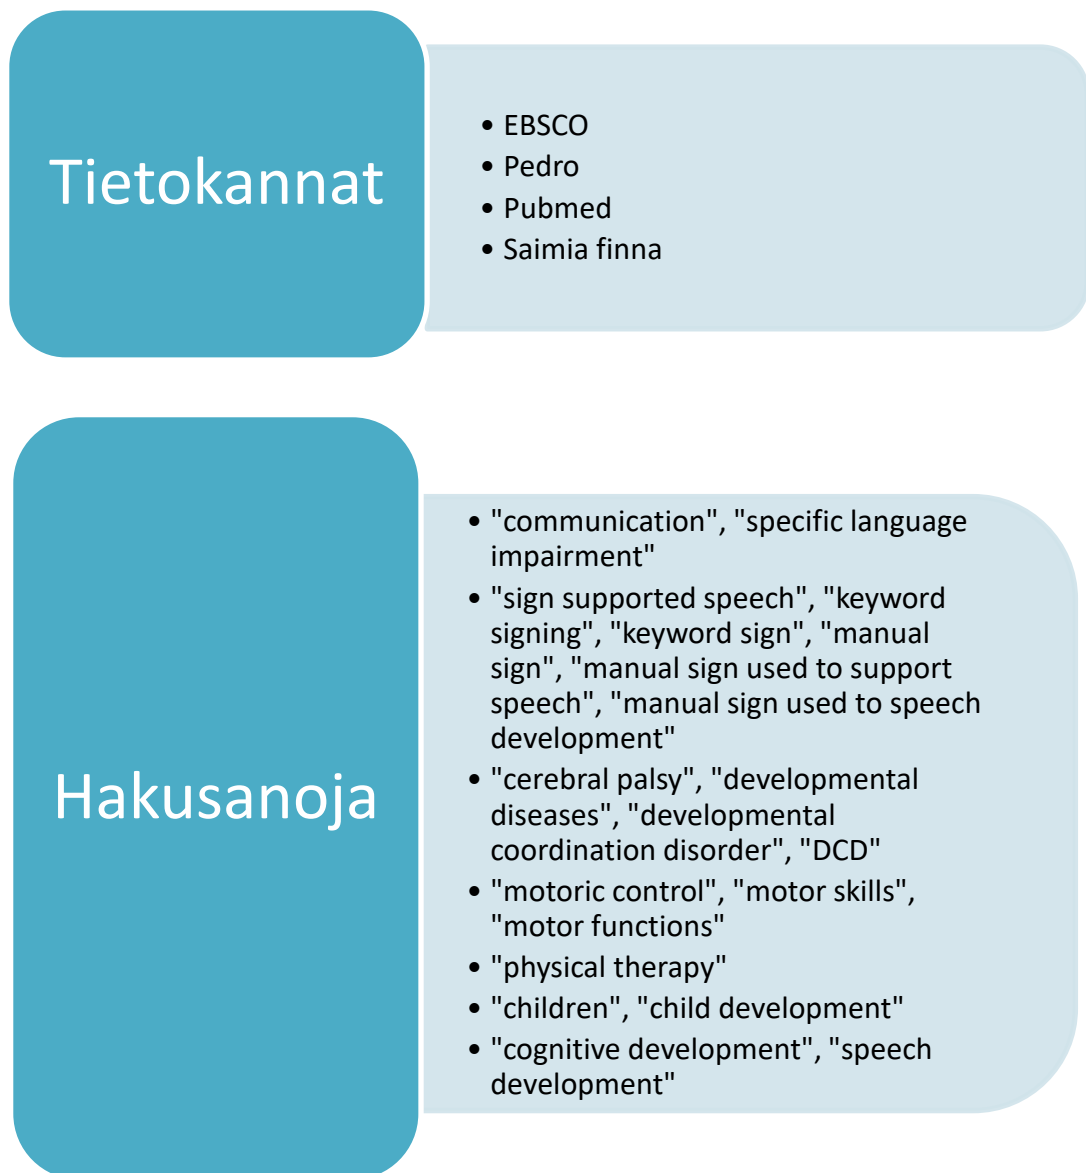 Tietokannat
• EBSCO
• Pedro
• Pubmed
• Saimia finna
Hakusanoja
• "communication", "specific language
impairment"
• "sign supported speech", "keyword
signing", "keyword sign", "manual
sign", "manual sign used to support
speech", "manual sign used to speech
development"
• "cerebral palsy", "developmental
diseases", "developmental
coordination disorder", "DCD"
• "motoric control", "motor skills",
"motor functions"
• "physical therapy"
• "children", "child development"
• "cognitive development", "speech
development"